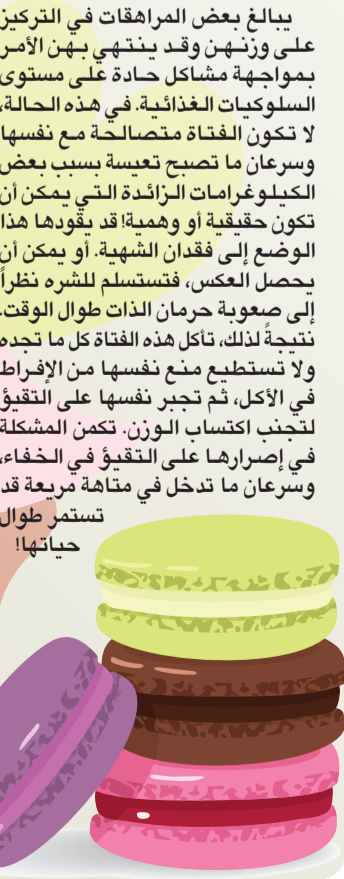 يبالغ بعض المراهقات في التركيز
على وزنهن وقد ينتهي بهن الأمر
بمواجهة مشاكل حادة على مستوى
السلوكيات الغذائية. في هذه الحالة،
لا تكون الفتاة متصالحة مع نفسها
وسرعان ما تصبح تعيسة بسبب بعض
الكيلوغرامات الزائدة التي يمكن أن
تكون حقيقية أو وهمية! قد يقودها هذا
الوضع إلى فقدان الشهية. أو يمكن أن
يحصل العكس، فتستسلم للشره نظراً
إلى صعوبة حرمان الذات طوال الوقت.
نتيجةً لذلك، تأكل هذه الفتاة كل ما تجده
ولا تستطيع منع نفسها من الإفراط
في الأكل، ثم تجبر نفسها على التقيؤ
لتجنب اكتساب الوزن. تكمن المشكلة
في إصرارها على التقيؤ في الخفاء،
وسرعان ما تدخل في متاهة مريعة قد
تستمر طوال
حياتها!